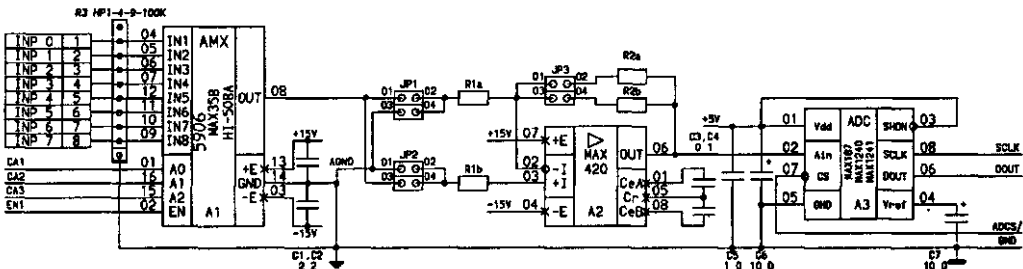 R3 HP1-4-9-100K
INP 0 1
INP 1 2
INP 2 3
INP 3 4
INP 4 5
INP 5 6
INP 6 7
INP 7 8
04
05
06
07
12
11
10
09
IN1
IN2
IN3
IN4
IN5
IN6
IN7
IN8
AMX
5906
MAX358
HI-508A
OUT
08
CA1
CA2
CA3
EN1
01
16
15
02
A0
A1
A2
EN
A1
+E
GND
-E
13
14
03
+15V
-15V
C1,C2
2.2
AGND
JP1
01 02
03 04
JP2
01 02
03 04
R1a
R1b
JP3
01 02
03 04
R2a
R2b
+15V
07
02
03
-15V
04
+E
-I
+I
-E
MAX
420
A2
OUT
06
CeA
Cr
CeB
01
05
08
C3,C4
0.1
+5V
C5
1.0
C6
10.0
01
02
07
05
Vdd
Ain
CS
GND
ADC
MAX187
MAX1240
MAX1241
A3
SHDN
SCLK
DOUT
Vref
03
08
06
04
SCLK
DOUT
ADCS/
GND
C7
10.0